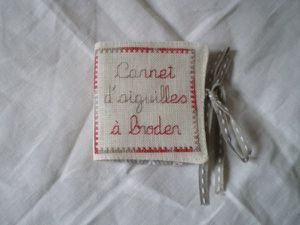 Carnet
d'aiguilles
à broder